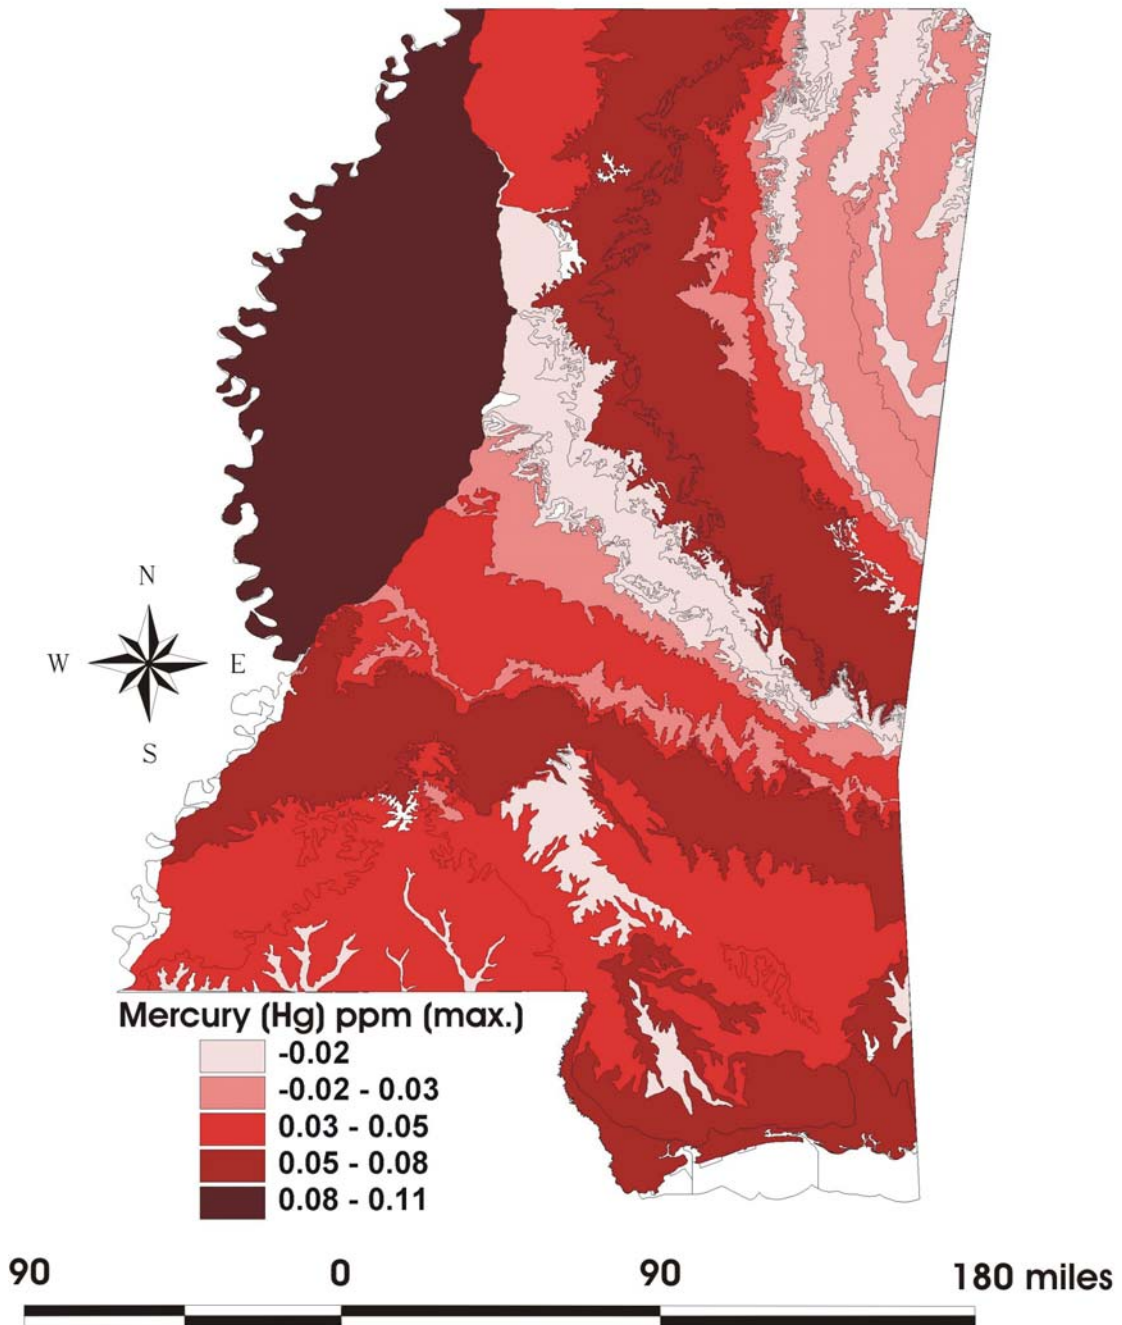 N
W
E
S
Mercury (Hg) ppm (max.)
-0.02
-0.02 - 0.03
0.03 - 0.05
0.05 - 0.08
0.08 - 0.11
90 0 90 180 miles